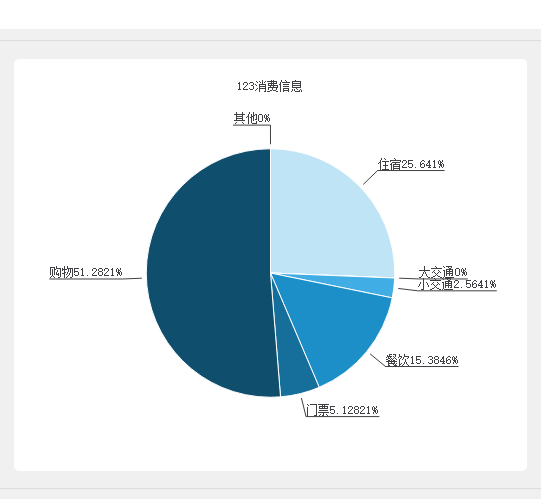 123消费信息
其他0%
住宿25.641%
大交通0%
小交通2.5641%
购物51.2821%
餐饮15.3846%
门票5.12821%